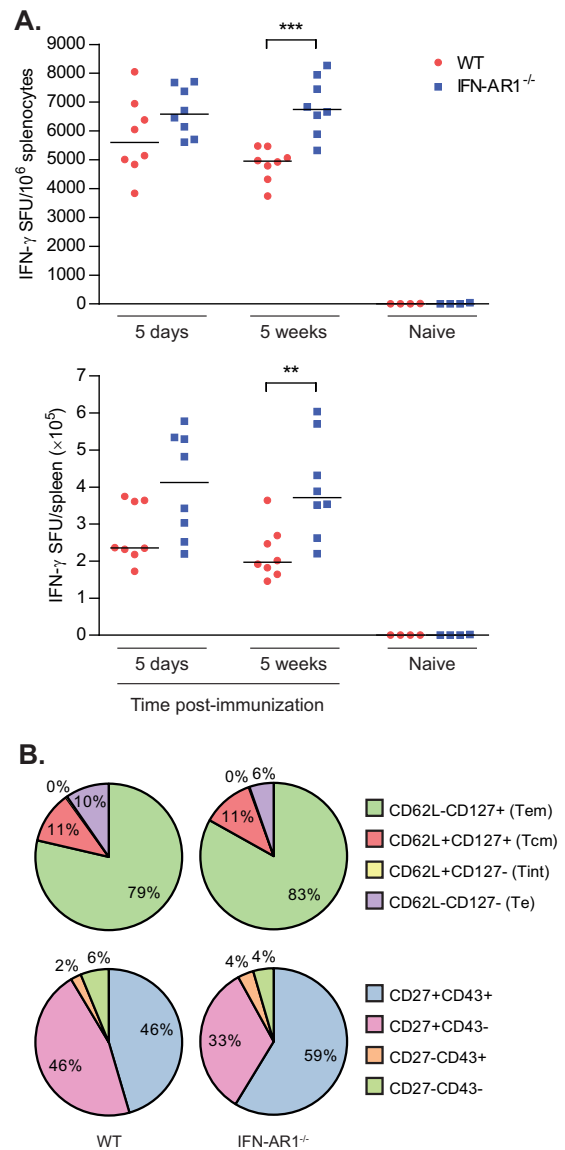 A.
IFN-γ SFU/10⁶ splenocytes
9000
8000
7000
6000
5000
4000
3000
2000
1000
0
***
WT
IFN-AR1⁻/⁻
5 days
5 weeks
Naive
IFN-γ SFU/spleen (×10⁵)
7
6
5
4
3
2
1
0
**
5 days
5 weeks
Naive
Time post-immunization
B.
0%
10%
11%
79%
0%
6%
11%
83%
CD62L-CD127+ (Tem)
CD62L+CD127+ (Tcm)
CD62L+CD127- (Tint)
CD62L-CD127- (Te)
2%
6%
46%
46%
4%
4%
33%
59%
CD27+CD43+
CD27+CD43-
CD27-CD43+
CD27-CD43-
WT
IFN-AR1⁻/⁻